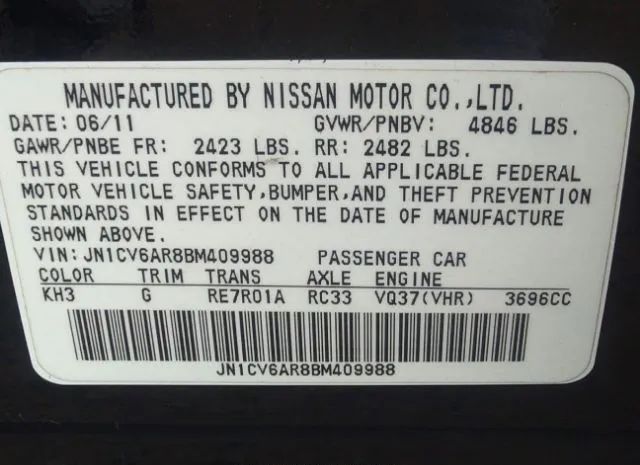 MANUFACTURED BY NISSAN MOTOR CO.,LTD.
DATE: 06/11 GVWR/PNBV: 4846 LBS.
GAWR/PNBE FR: 2423 LBS. RR: 2482 LBS.
THIS VEHICLE CONFORMS TO ALL APPLICABLE FEDERAL
MOTOR VEHICLE SAFETY,BUMPER,AND THEFT PREVENTION
STANDARDS IN EFFECT ON THE DATE OF MANUFACTURE
SHOWN ABOVE.
VIN: JN1CV6AR8BM409988 PASSENGER CAR
COLOR TRIM TRANS AXLE ENGINE
KH3 G RE7R01A RC33 VQ37(VHR) 3696CC
JN1CV6AR8BM409988